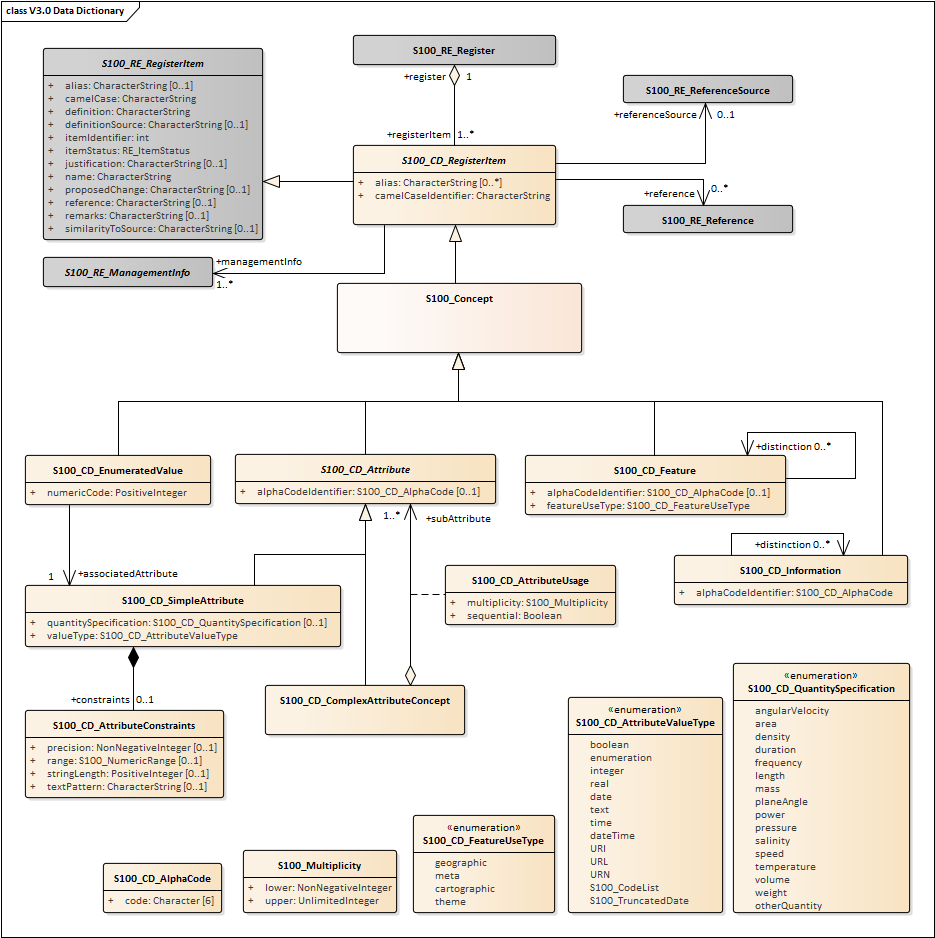 class V3.0 Data Dictionary
S100_RE_RegisterItem
+ alias: CharacterString [0..1]
+ camelCase: CharacterString
+ definition: CharacterString
+ definitionSource: CharacterString [0..1]
+ itemIdentifier: int
+ itemStatus: RE_ItemStatus
+ justification: CharacterString [0..1]
+ name: CharacterString
+ proposedChange: CharacterString [0..1]
+ reference: CharacterString [0..1]
+ remarks: CharacterString [0..1]
+ similarityToSource: CharacterString [0..1]
S100_RE_Register
+register 1
+registerItem 1..*
S100_RE_ReferenceSource
+referenceSource 0..1
S100_CD_RegisterItem
+ alias: CharacterString [0..*]
+ camelCaseIdentifier: CharacterString
+reference 0..*
S100_RE_Reference
S100_RE_ManagementInfo
+managementInfo
1..*
S100_Concept
S100_CD_EnumeratedValue
+ numericCode: PositiveInteger
S100_CD_Attribute
+ alphaCodeIdentifier: S100_CD_AlphaCode [0..1]
S100_CD_Feature
+ alphaCodeIdentifier: S100_CD_AlphaCode [0..1]
+ featureUseType: S100_CD_FeatureUseType
+distinction 0..*
1..*
+subAttribute
+distinction 0..*
S100_CD_Information
+ alphaCodeIdentifier: S100_CD_AlphaCode
1 +associatedAttribute
S100_CD_SimpleAttribute
+ quantitySpecification: S100_CD_QuantitySpecification [0..1]
+ valueType: S100_CD_AttributeValueType
S100_CD_AttributeUsage
+ multiplicity: S100_Multiplicity
+ sequential: Boolean
+constraints 0..1
S100_CD_ComplexAttributeConcept
S100_CD_AttributeConstraints
+ precision: NonNegativeInteger [0..1]
+ range: S100_NumericRange [0..1]
+ stringLength: PositiveInteger [0..1]
+ textPattern: CharacterString [0..1]
«enumeration»
S100_CD_AttributeValueType
boolean
enumeration
integer
real
date
text
time
dateTime
URI
URL
URN
S100_CodeList
S100_TruncatedDate
«enumeration»
S100_CD_QuantitySpecification
angularVelocity
area
density
duration
frequency
length
mass
planeAngle
power
pressure
salinity
speed
temperature
volume
weight
otherQuantity
S100_CD_AlphaCode
+ code: Character [6]
S100_Multiplicity
+ lower: NonNegativeInteger
+ upper: UnlimitedInteger
«enumeration»
S100_CD_FeatureUseType
geographic
meta
cartographic
theme